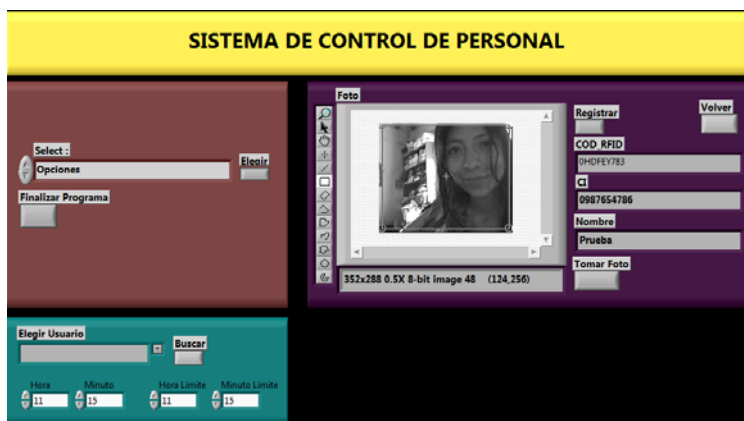 SISTEMA DE CONTROL DE PERSONAL
Select :
Opciones
Elegir
Finalizar Programa
Foto
352x288 0.5X 8-bit image 48 (124,256)
Registrar
Volver
COD_RFID
0HDFEY783
CI
0987654786
Nombre
Prueba
Tomar Foto
Elegir Usuario
Buscar
Hora Minuto Hora Limite Minuto Limite
11 15 11 15